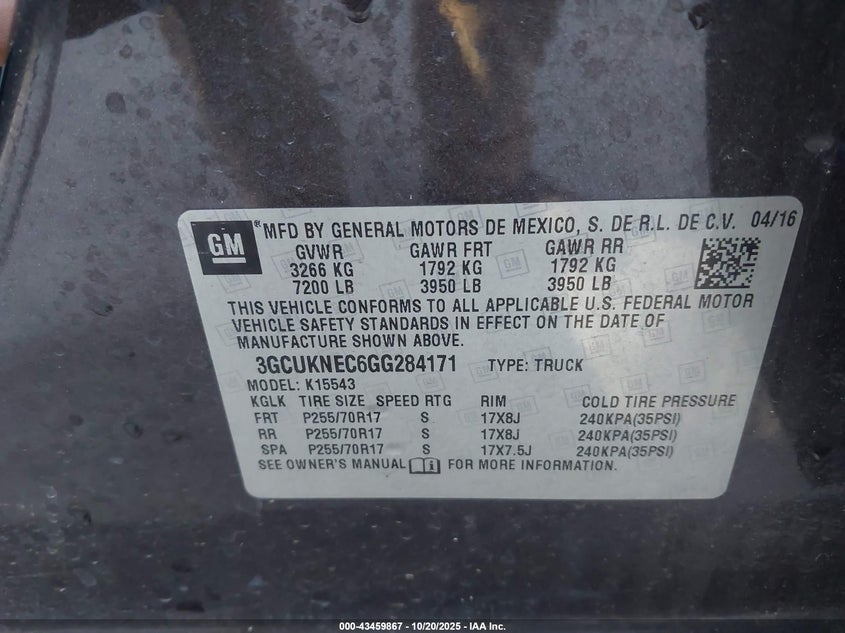 GM ® MFD BY GENERAL MOTORS DE MEXICO, S. DE R.L. DE C.V. 04/16
GVWR GAWR FRT GAWR RR
3266 KG 1792 KG 1792 KG
7200 LB 3950 LB 3950 LB
THIS VEHICLE CONFORMS TO ALL APPLICABLE U.S. FEDERAL MOTOR
VEHICLE SAFETY STANDARDS IN EFFECT ON THE DATE OF
MANUFACTURE SHOWN ABOVE.
3GCUKNEC6GG284171 TYPE: TRUCK
MODEL: K15543
KGLK TIRE SIZE SPEED RTG RIM COLD TIRE PRESSURE
FRT P255/70R17 S 17X8J 240KPA(35PSI)
RR P255/70R17 S 17X8J 240KPA(35PSI)
SPA P255/70R17 S 17X7.5J 240KPA(35PSI)
SEE OWNER'S MANUAL FOR MORE INFORMATION.
000-43459867 - 10/20/2025 - IAA Inc.